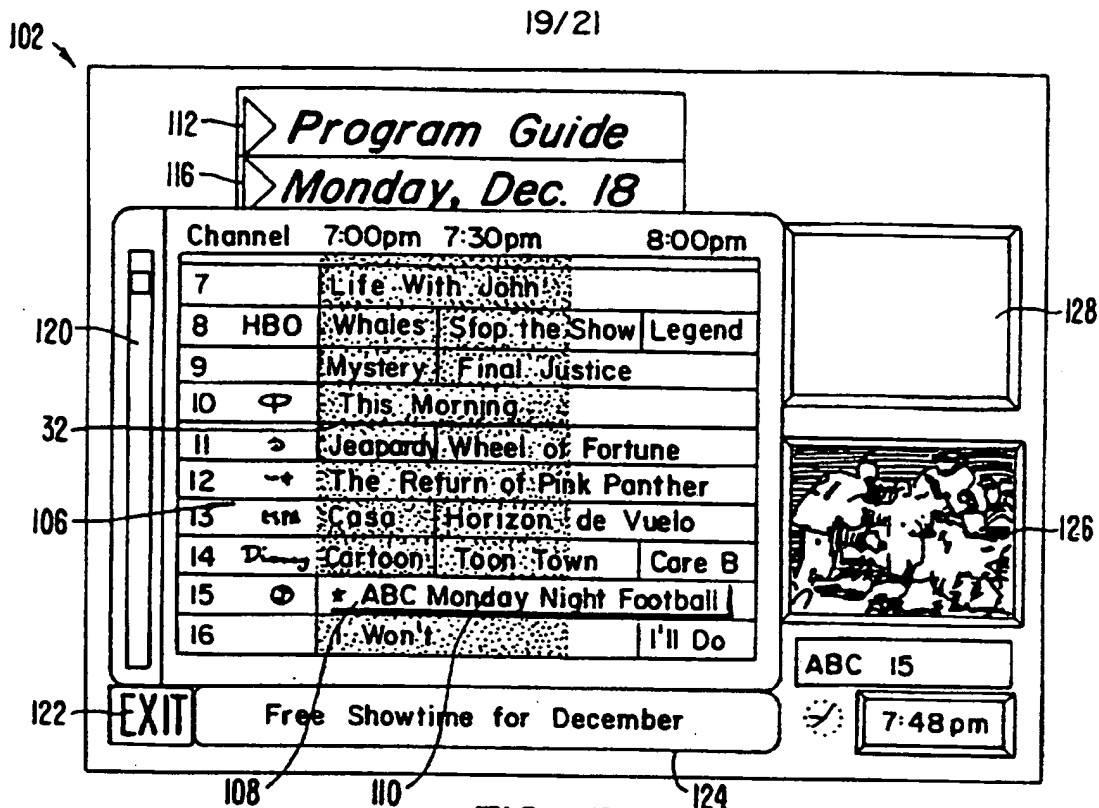 19/21
102
112 Program Guide
116 Monday, Dec. 18
Channel 7:00pm 7:30pm 8:00pm
7 Life With John
8 HBO Whales Stop the Show Legend
128
120
9 Mystery Final Justice
10 This Morning
32
11 Jeopardy Wheel of Fortune
12 The Return of Pink Panther
106
13 Casa Horizon de Vuelo
126
14 Disney Cartoon Toon Town Care B
15 * ABC Monday Night Football
16 I Won't I'll Do
ABC 15
122 EXIT Free Showtime for December 7:48pm
108 110 124